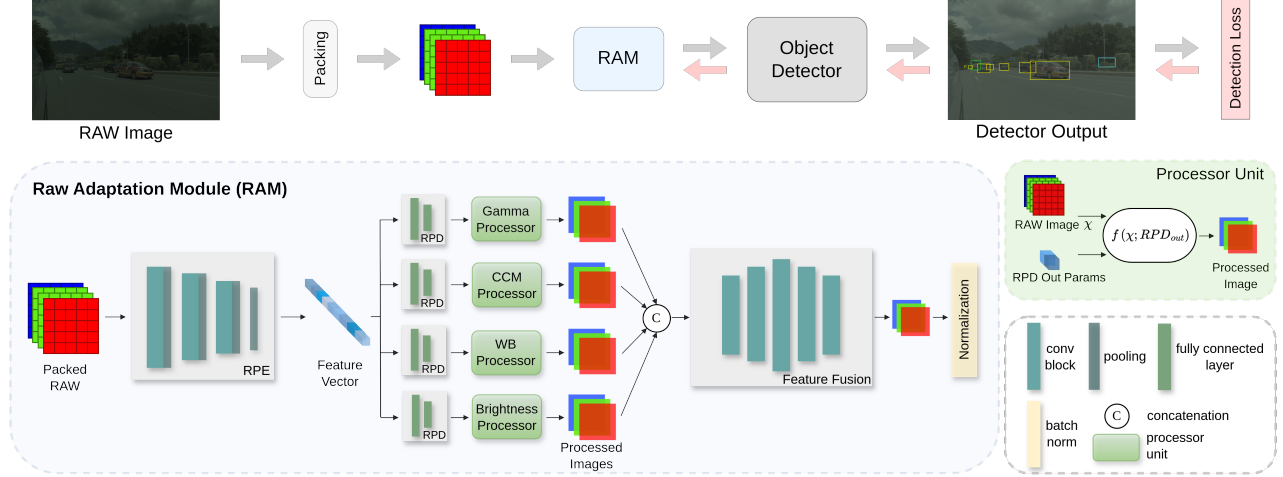 RAW Image
Packing
RAM
Object
Detector
Detector Output
Detection Loss
Raw Adaptation Module (RAM)
Packed
RAW
RPE
Feature
Vector
RPD
Gamma
Processor
RPD
CCM
Processor
RPD
WB
Processor
RPD
Brightness
Processor
Processed
Images
C
Feature Fusion
Normalization
Processor Unit
RAW Image χ
RPD Out Params
f (χ; RPD_out)
Processed
Image
conv
block
pooling
fully connected
layer
batch
norm
C
concatenation
processor
unit